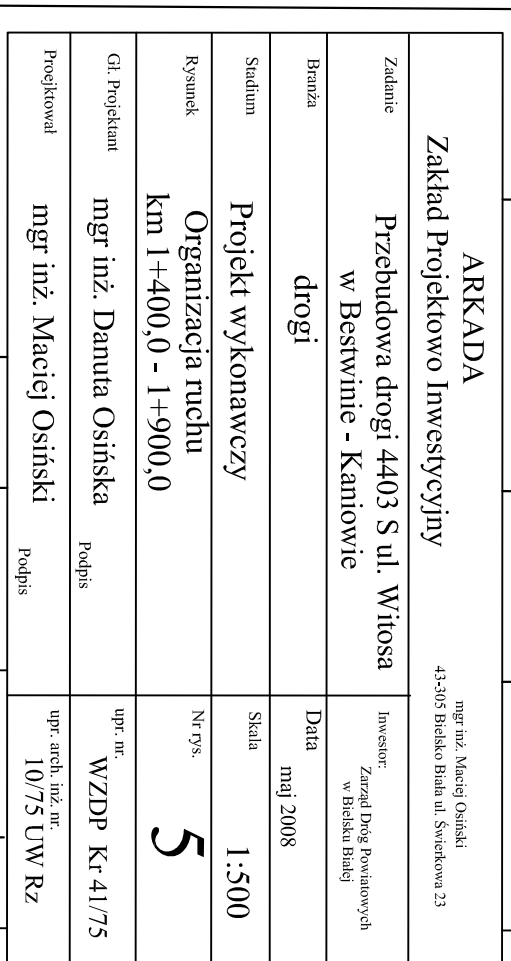 ARKADA
Zakład Projektowo Inwestycyjny
mgr inż. Maciej Osiński
43-305 Bielsko Biała ul. Świerkowa 23
Zadanie
Przebudowa drogi 4403 S ul. Witosa
w Bestwinie - Kaniowie
Inwestor:
Zarząd Dróg Powiatowych
w Bielsku Białej
Branża
drogi
Data
maj 2008
Stadium
Projekt wykonawczy
Skala
1:500
Rysunek
Organizacja ruchu
km 1+400,0 - 1+900,0
Nr rys.
5
Gł. Projektant
mgr inż. Danuta Osińska
Podpis
upr. nr.
WZDP Kr 41/75
Proejktował
mgr inż. Maciej Osiński
Podpis
upr. arch. inż. nr.
10/75 UW Rz